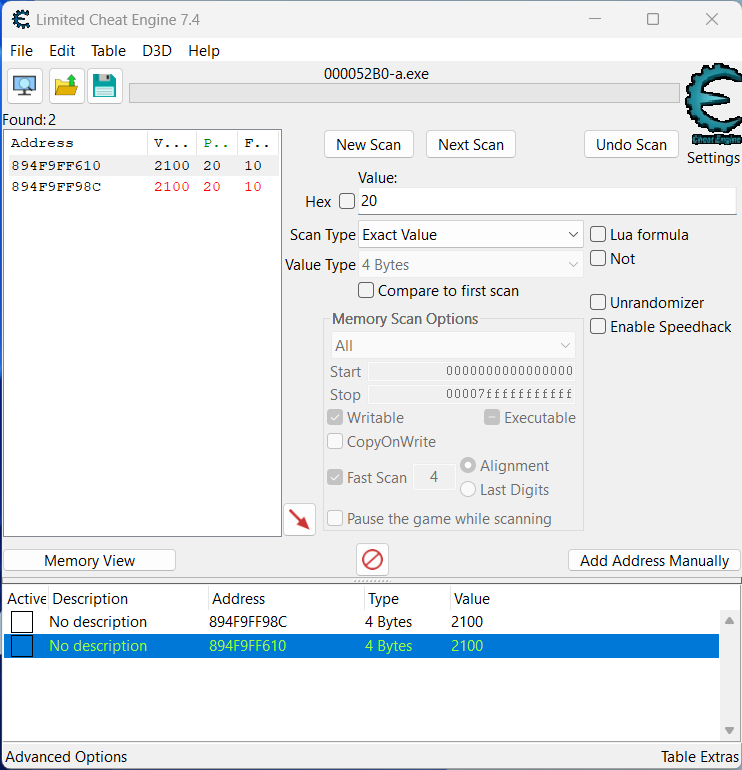 Limited Cheat Engine 7.4
File Edit Table D3D Help
000052B0-a.exe
Found:2
Address V... P.. F..
894F9FF610 2100 20 10
894F9FF98C 2100 20 10
New Scan Next Scan Undo Scan
Cheat Engine
Settings
Value:
Hex 20
Scan Type Exact Value
Lua formula
Value Type 4 Bytes
Not
Compare to first scan
Unrandomizer
Enable Speedhack
Memory Scan Options
All
Start 0000000000000000
Stop 00007fffffffffff
Writable Executable
CopyOnWrite
Fast Scan 4 Alignment
Last Digits
Pause the game while scanning
Memory View Add Address Manually
Active Description Address Type Value
No description 894F9FF98C 4 Bytes 2100
No description 894F9FF610 4 Bytes 2100
Advanced Options Table Extras